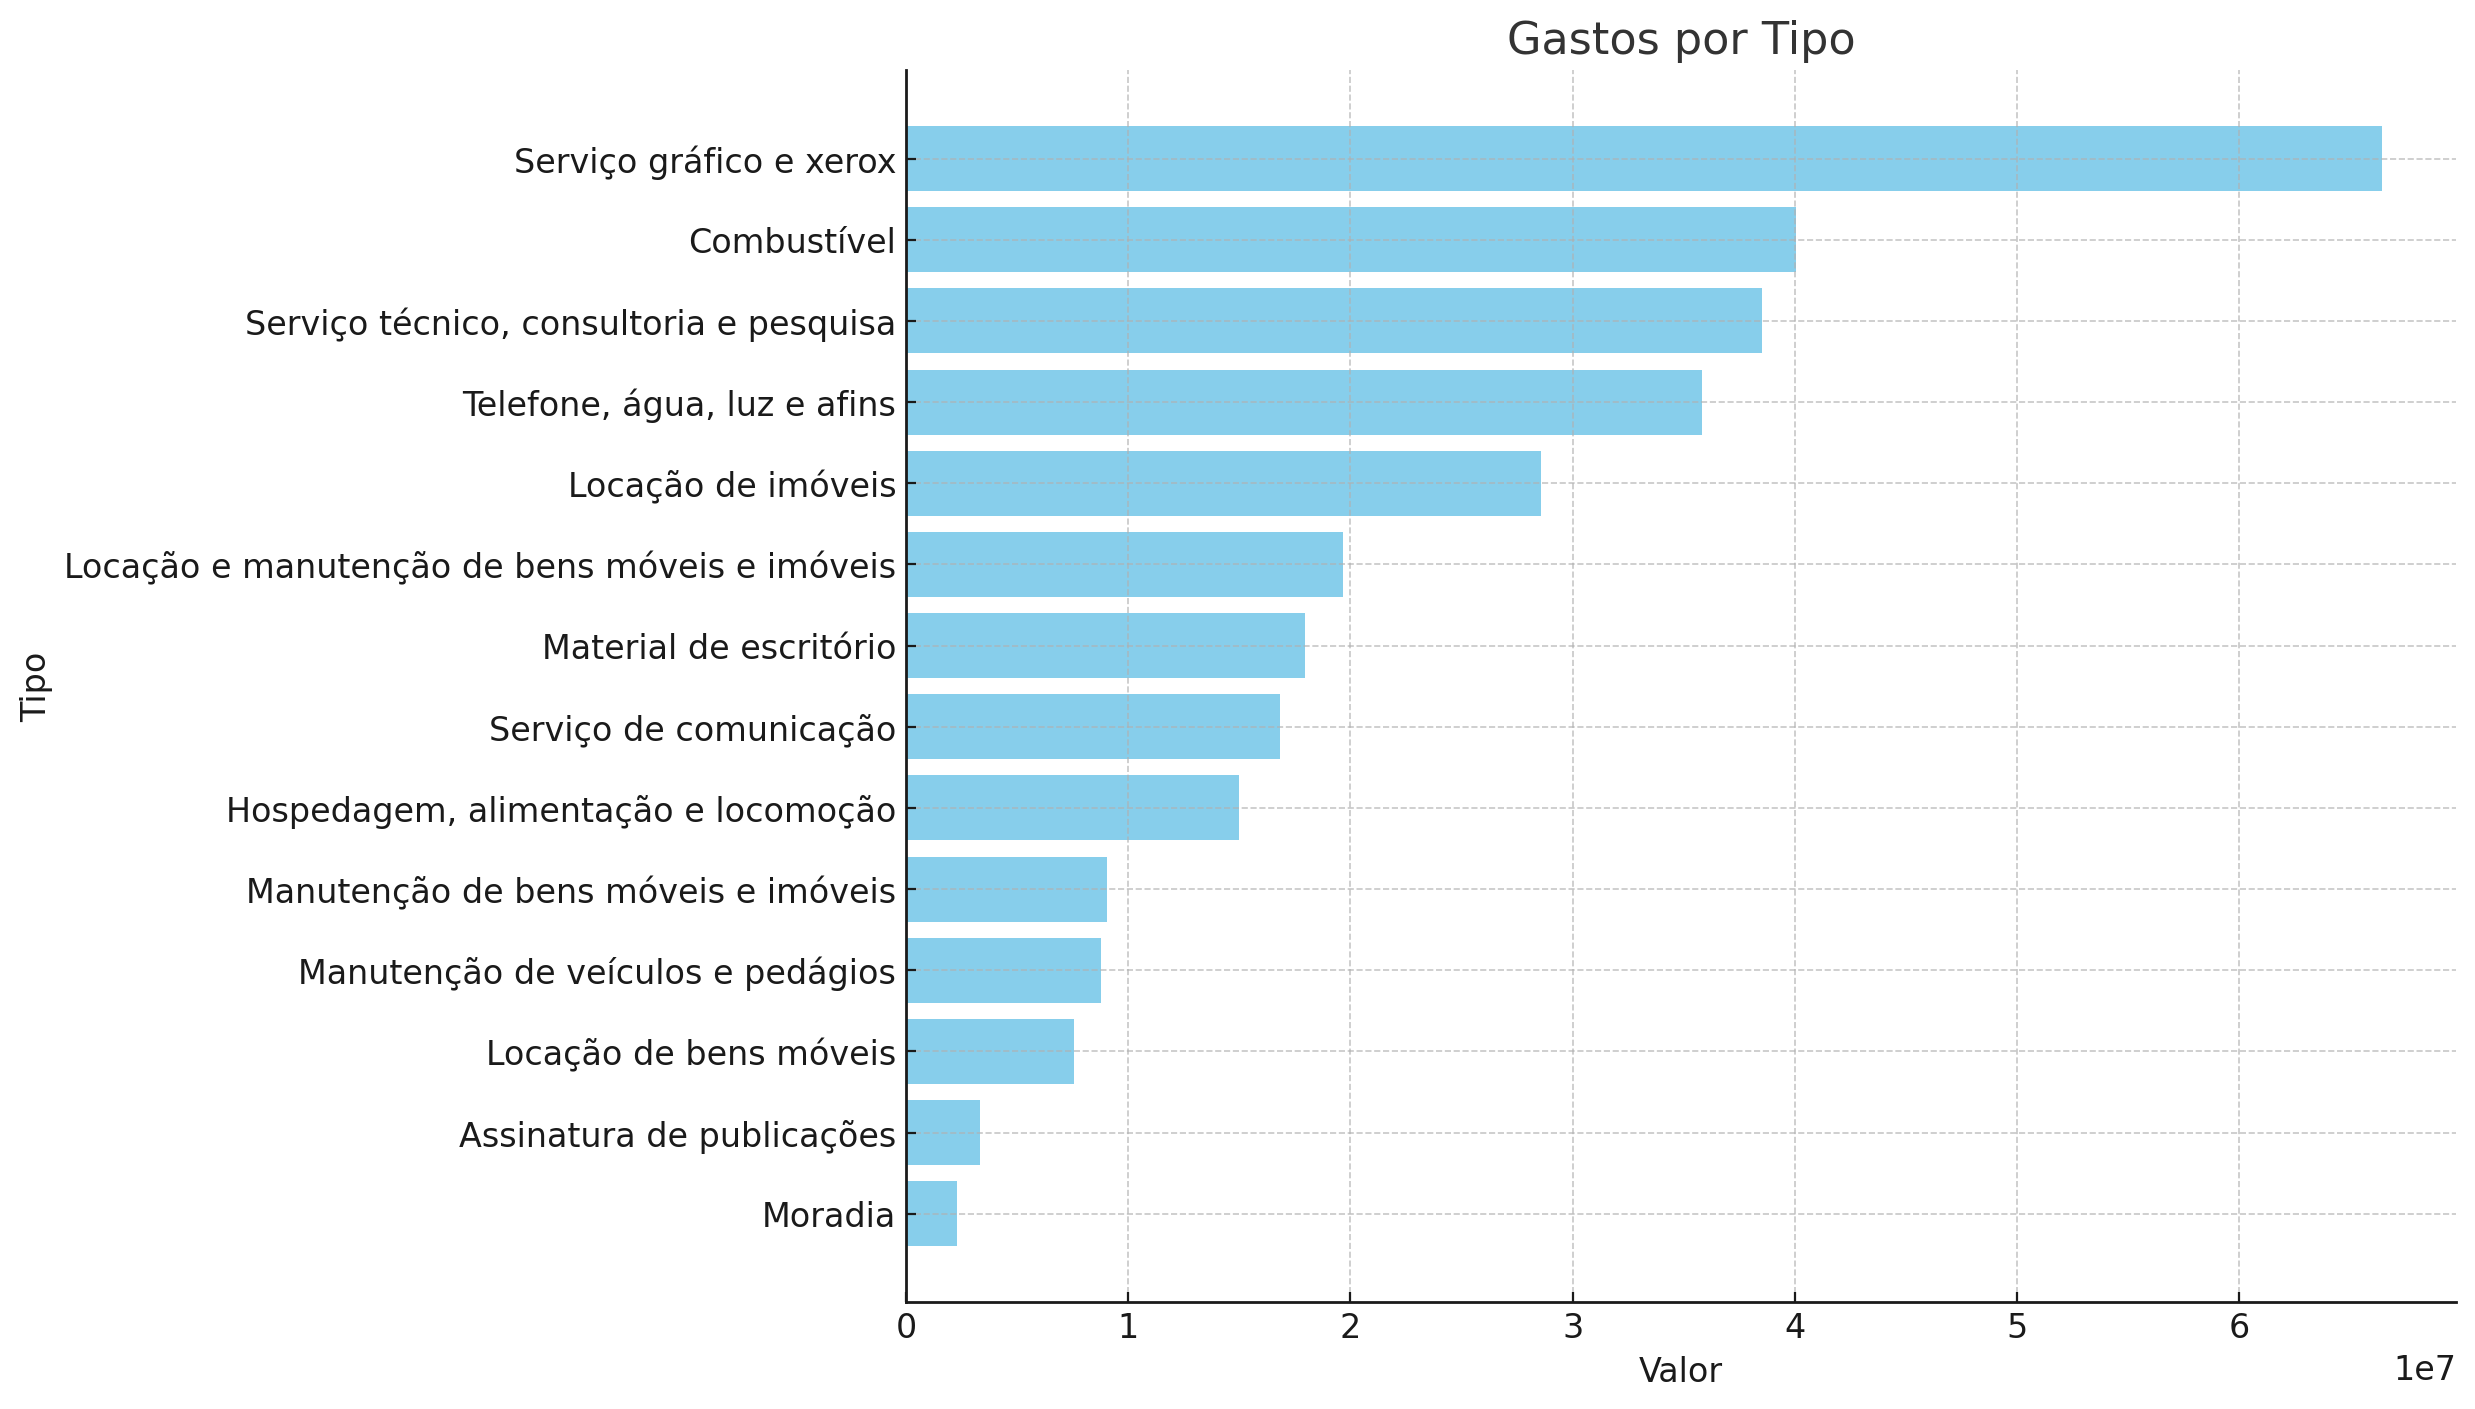 Gastos por Tipo
Serviço gráfico e xerox
Combustível
Serviço técnico, consultoria e pesquisa
Telefone, água, luz e afins
Locação de imóveis
Locação e manutenção de bens móveis e imóveis
Material de escritório
Serviço de comunicação
Hospedagem, alimentação e locomoção
Manutenção de bens móveis e imóveis
Manutenção de veículos e pedágios
Locação de bens móveis
Assinatura de publicações
Moradia
Tipo
0 1 2 3 4 5 6
Valor
1e7